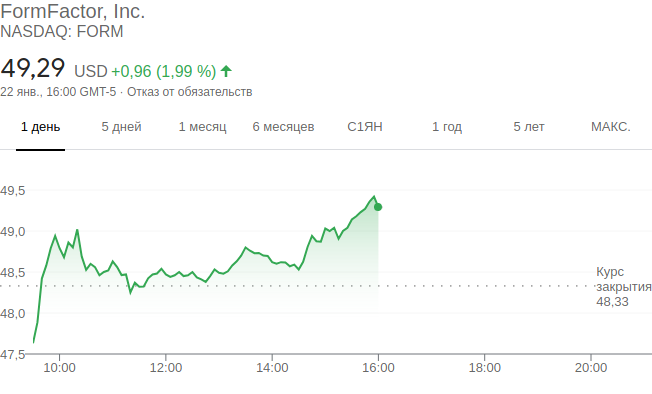 FormFactor, Inc.
NASDAQ: FORM
49,29 USD +0,96 (1,99 %)
22 янв., 16:00 GMT-5 · Отказ от обязательств
1 день 5 дней 1 месяц 6 месяцев С1ЯН 1 год 5 лет МАКС.
49,5
49,0
48,5
48,0
47,5
Курс
закрытия
48,33
10:00 12:00 14:00 16:00 18:00 20:00